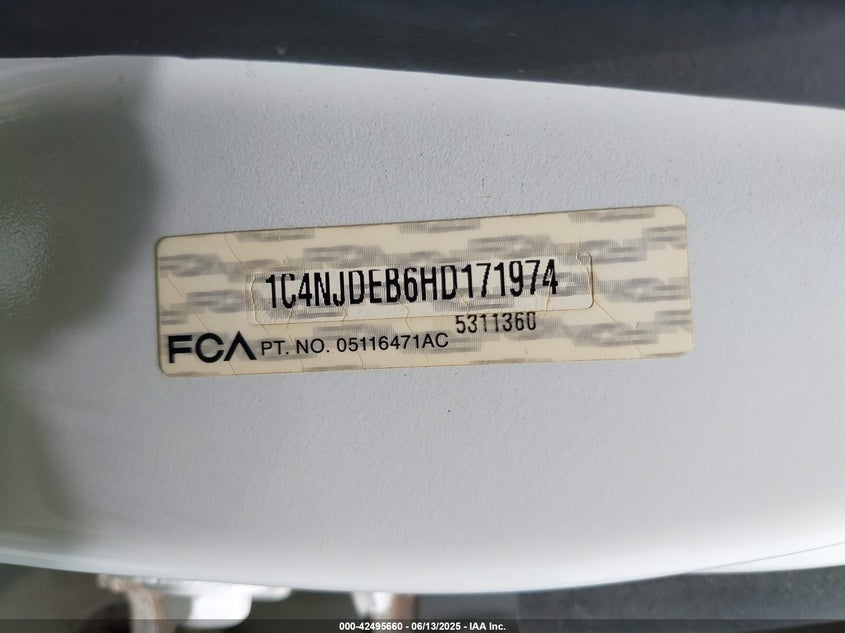 1C4NJDEB6HD171974
5311360
FCA PT. NO. 05116471AC
000-42495660 - 06/13/2025 - IAA Inc.